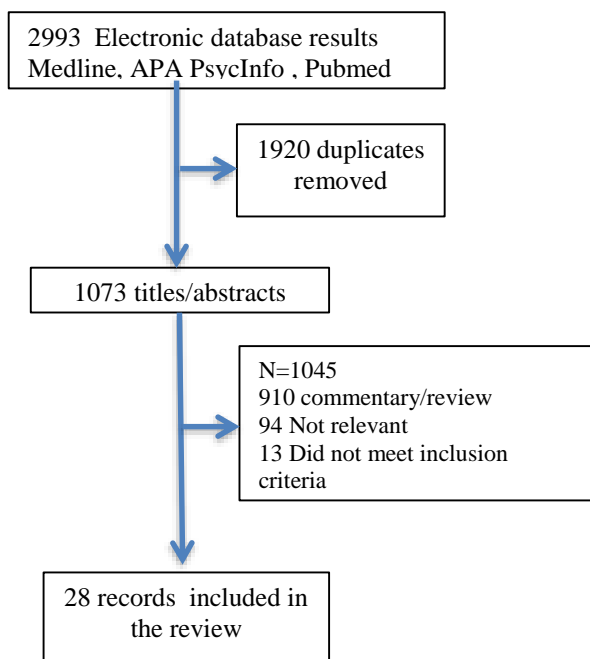 2993 Electronic database results
Medline, APA PsycInfo , Pubmed
1920 duplicates
removed
1073 titles/abstracts
N=1045
910 commentary/review
94 Not relevant
13 Did not meet inclusion
criteria
28 records included in
the review